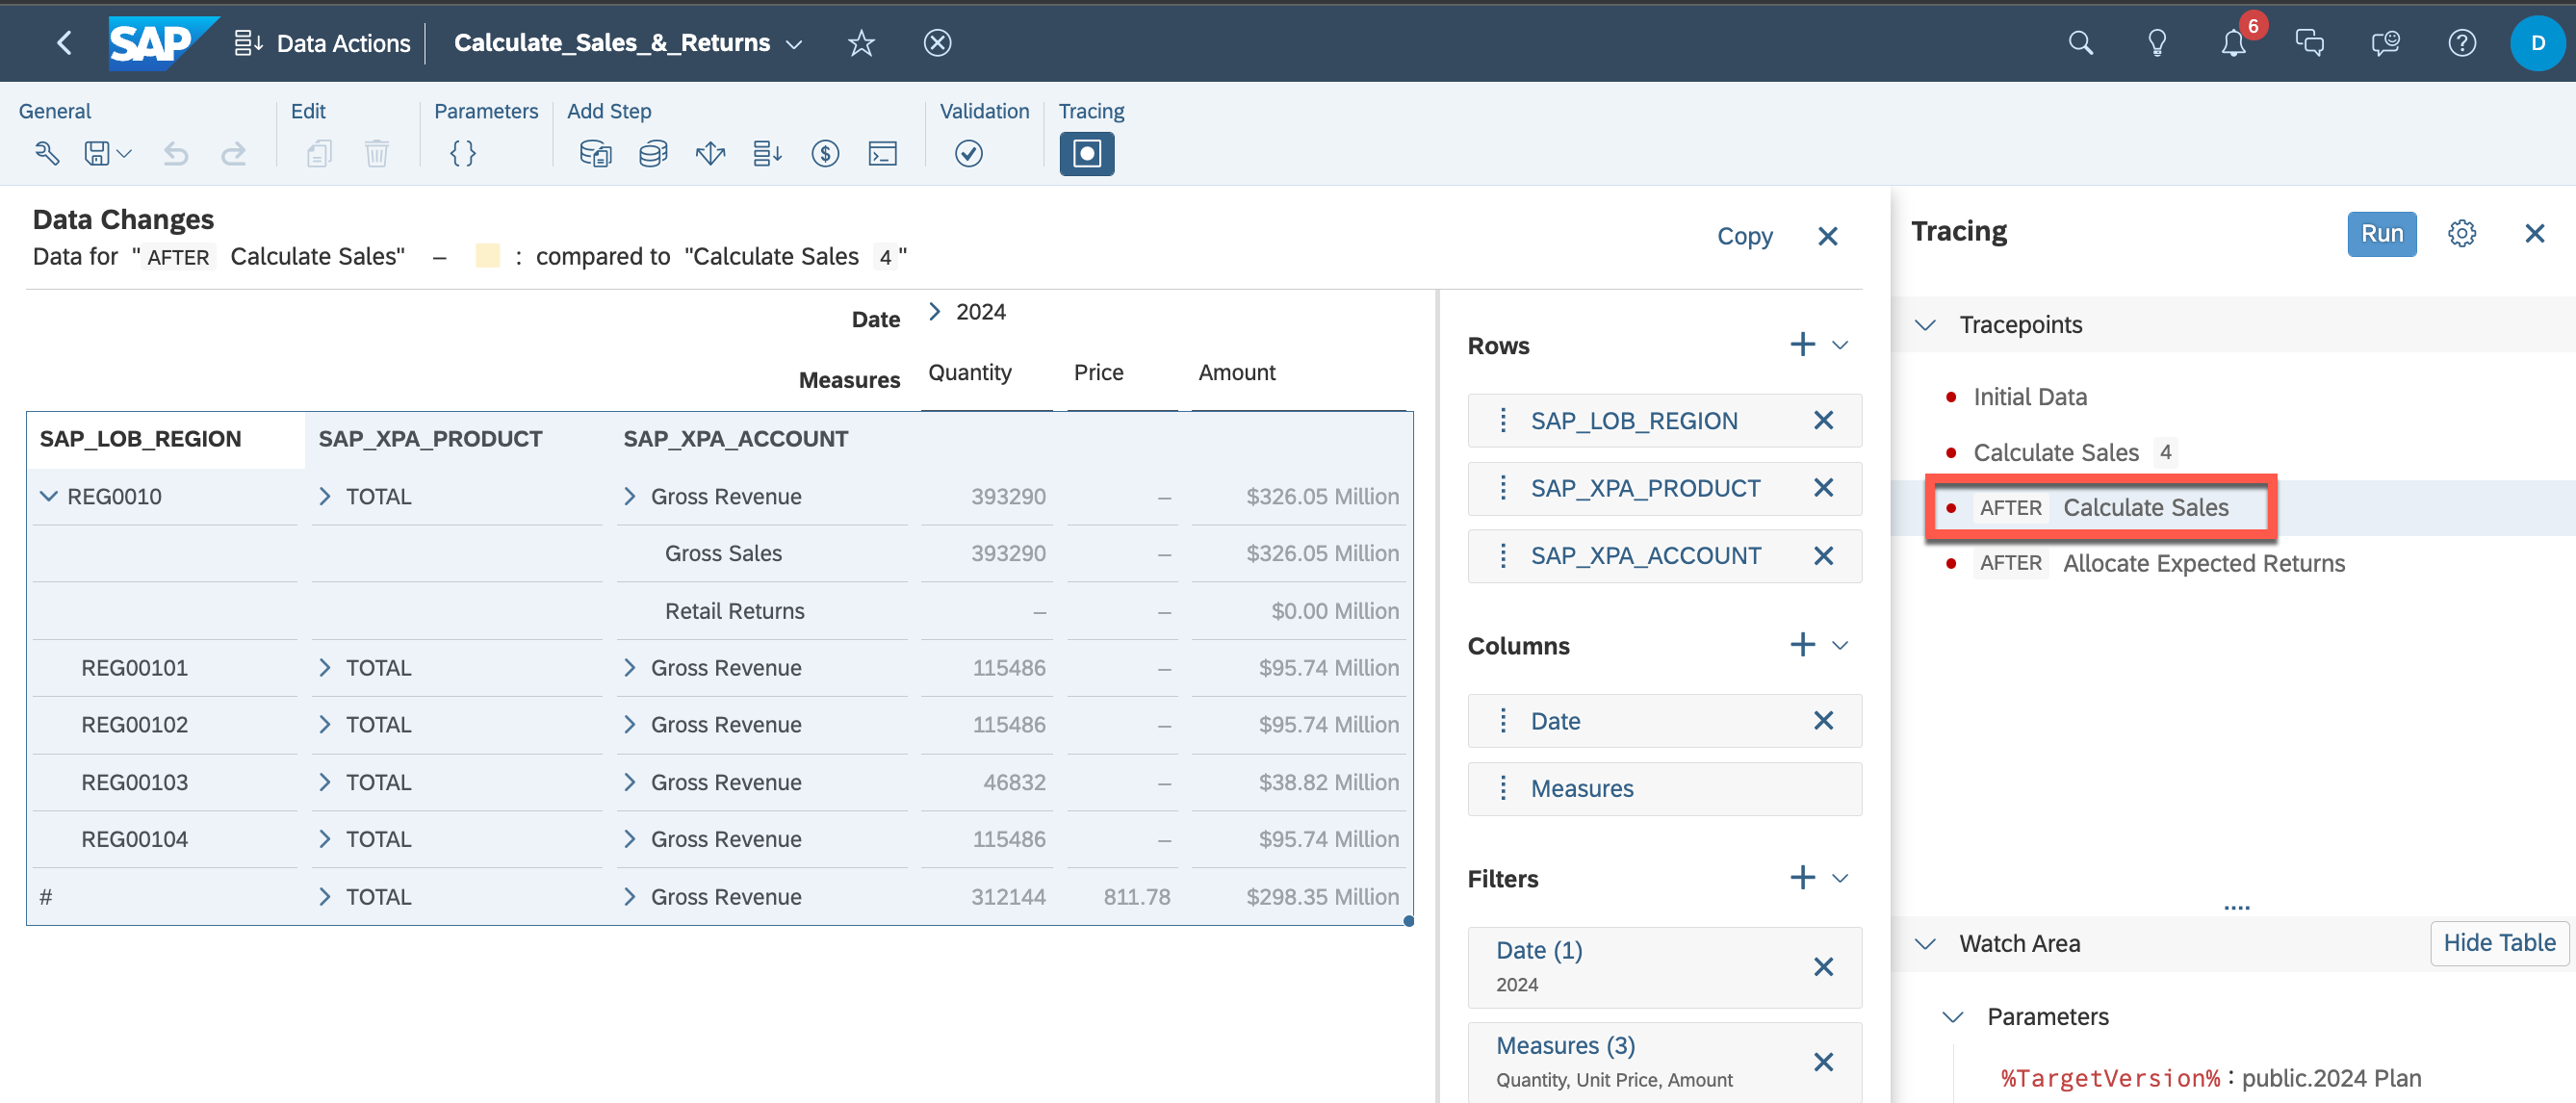 SAP Data Actions Calculate_Sales_&_Returns 6 D
General Edit Parameters Add Step Validation Tracing
Data Changes
Data for "AFTER Calculate Sales" – : compared to "Calculate Sales 4"
Copy
Date 2024
Measures Quantity Price Amount
SAP_LOB_REGION SAP_XPA_PRODUCT SAP_XPA_ACCOUNT
REG0010 TOTAL Gross Revenue 393290 – $326.05 Million
Gross Sales 393290 – $326.05 Million
Retail Returns – – $0.00 Million
REG00101 TOTAL Gross Revenue 115486 – $95.74 Million
REG00102 TOTAL Gross Revenue 115486 – $95.74 Million
REG00103 TOTAL Gross Revenue 46832 – $38.82 Million
REG00104 TOTAL Gross Revenue 115486 – $95.74 Million
# TOTAL Gross Revenue 312144 811.78 $298.35 Million
Rows
SAP_LOB_REGION
SAP_XPA_PRODUCT
SAP_XPA_ACCOUNT
Columns
Date
Measures
Filters
Date (1)
2024
Measures (3)
Quantity, Unit Price, Amount
Tracing Run
Tracepoints
Initial Data
Calculate Sales 4
AFTER Calculate Sales
AFTER Allocate Expected Returns
Watch Area Hide Table
Parameters
%TargetVersion% : public.2024 Plan